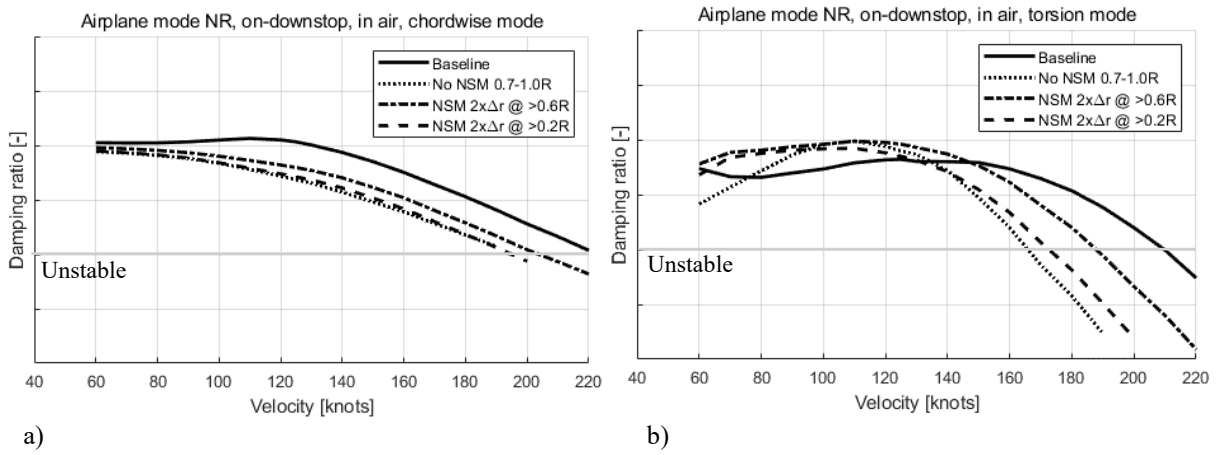 Airplane mode NR, on-downstop, in air, chordwise mode
Baseline
No NSM 0.7-1.0R
NSM 2xΔr @ >0.6R
NSM 2xΔr @ >0.2R
Damping ratio [-]
Unstable
40 60 80 100 120 140 160 180 200 220
Velocity [knots]
a)
Airplane mode NR, on-downstop, in air, torsion mode
Baseline
No NSM 0.7-1.0R
NSM 2xΔr @ >0.6R
NSM 2xΔr @ >0.2R
Damping ratio [-]
Unstable
40 60 80 100 120 140 160 180 200 220
Velocity [knots]
b)